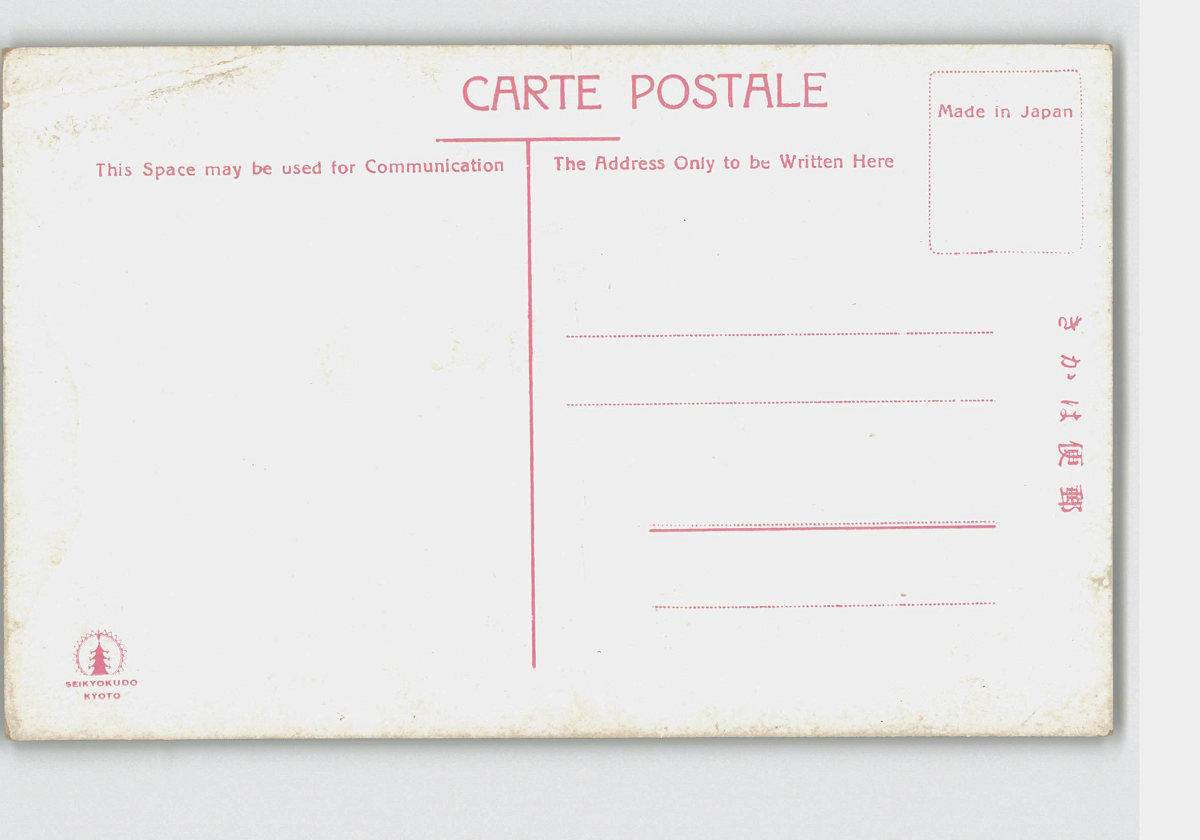 CARTE POSTALE
Made in Japan
This Space may be used for Communication
The Address Only to be Written Here
きかは便郵
SEIKYOKUDO
KYOTO